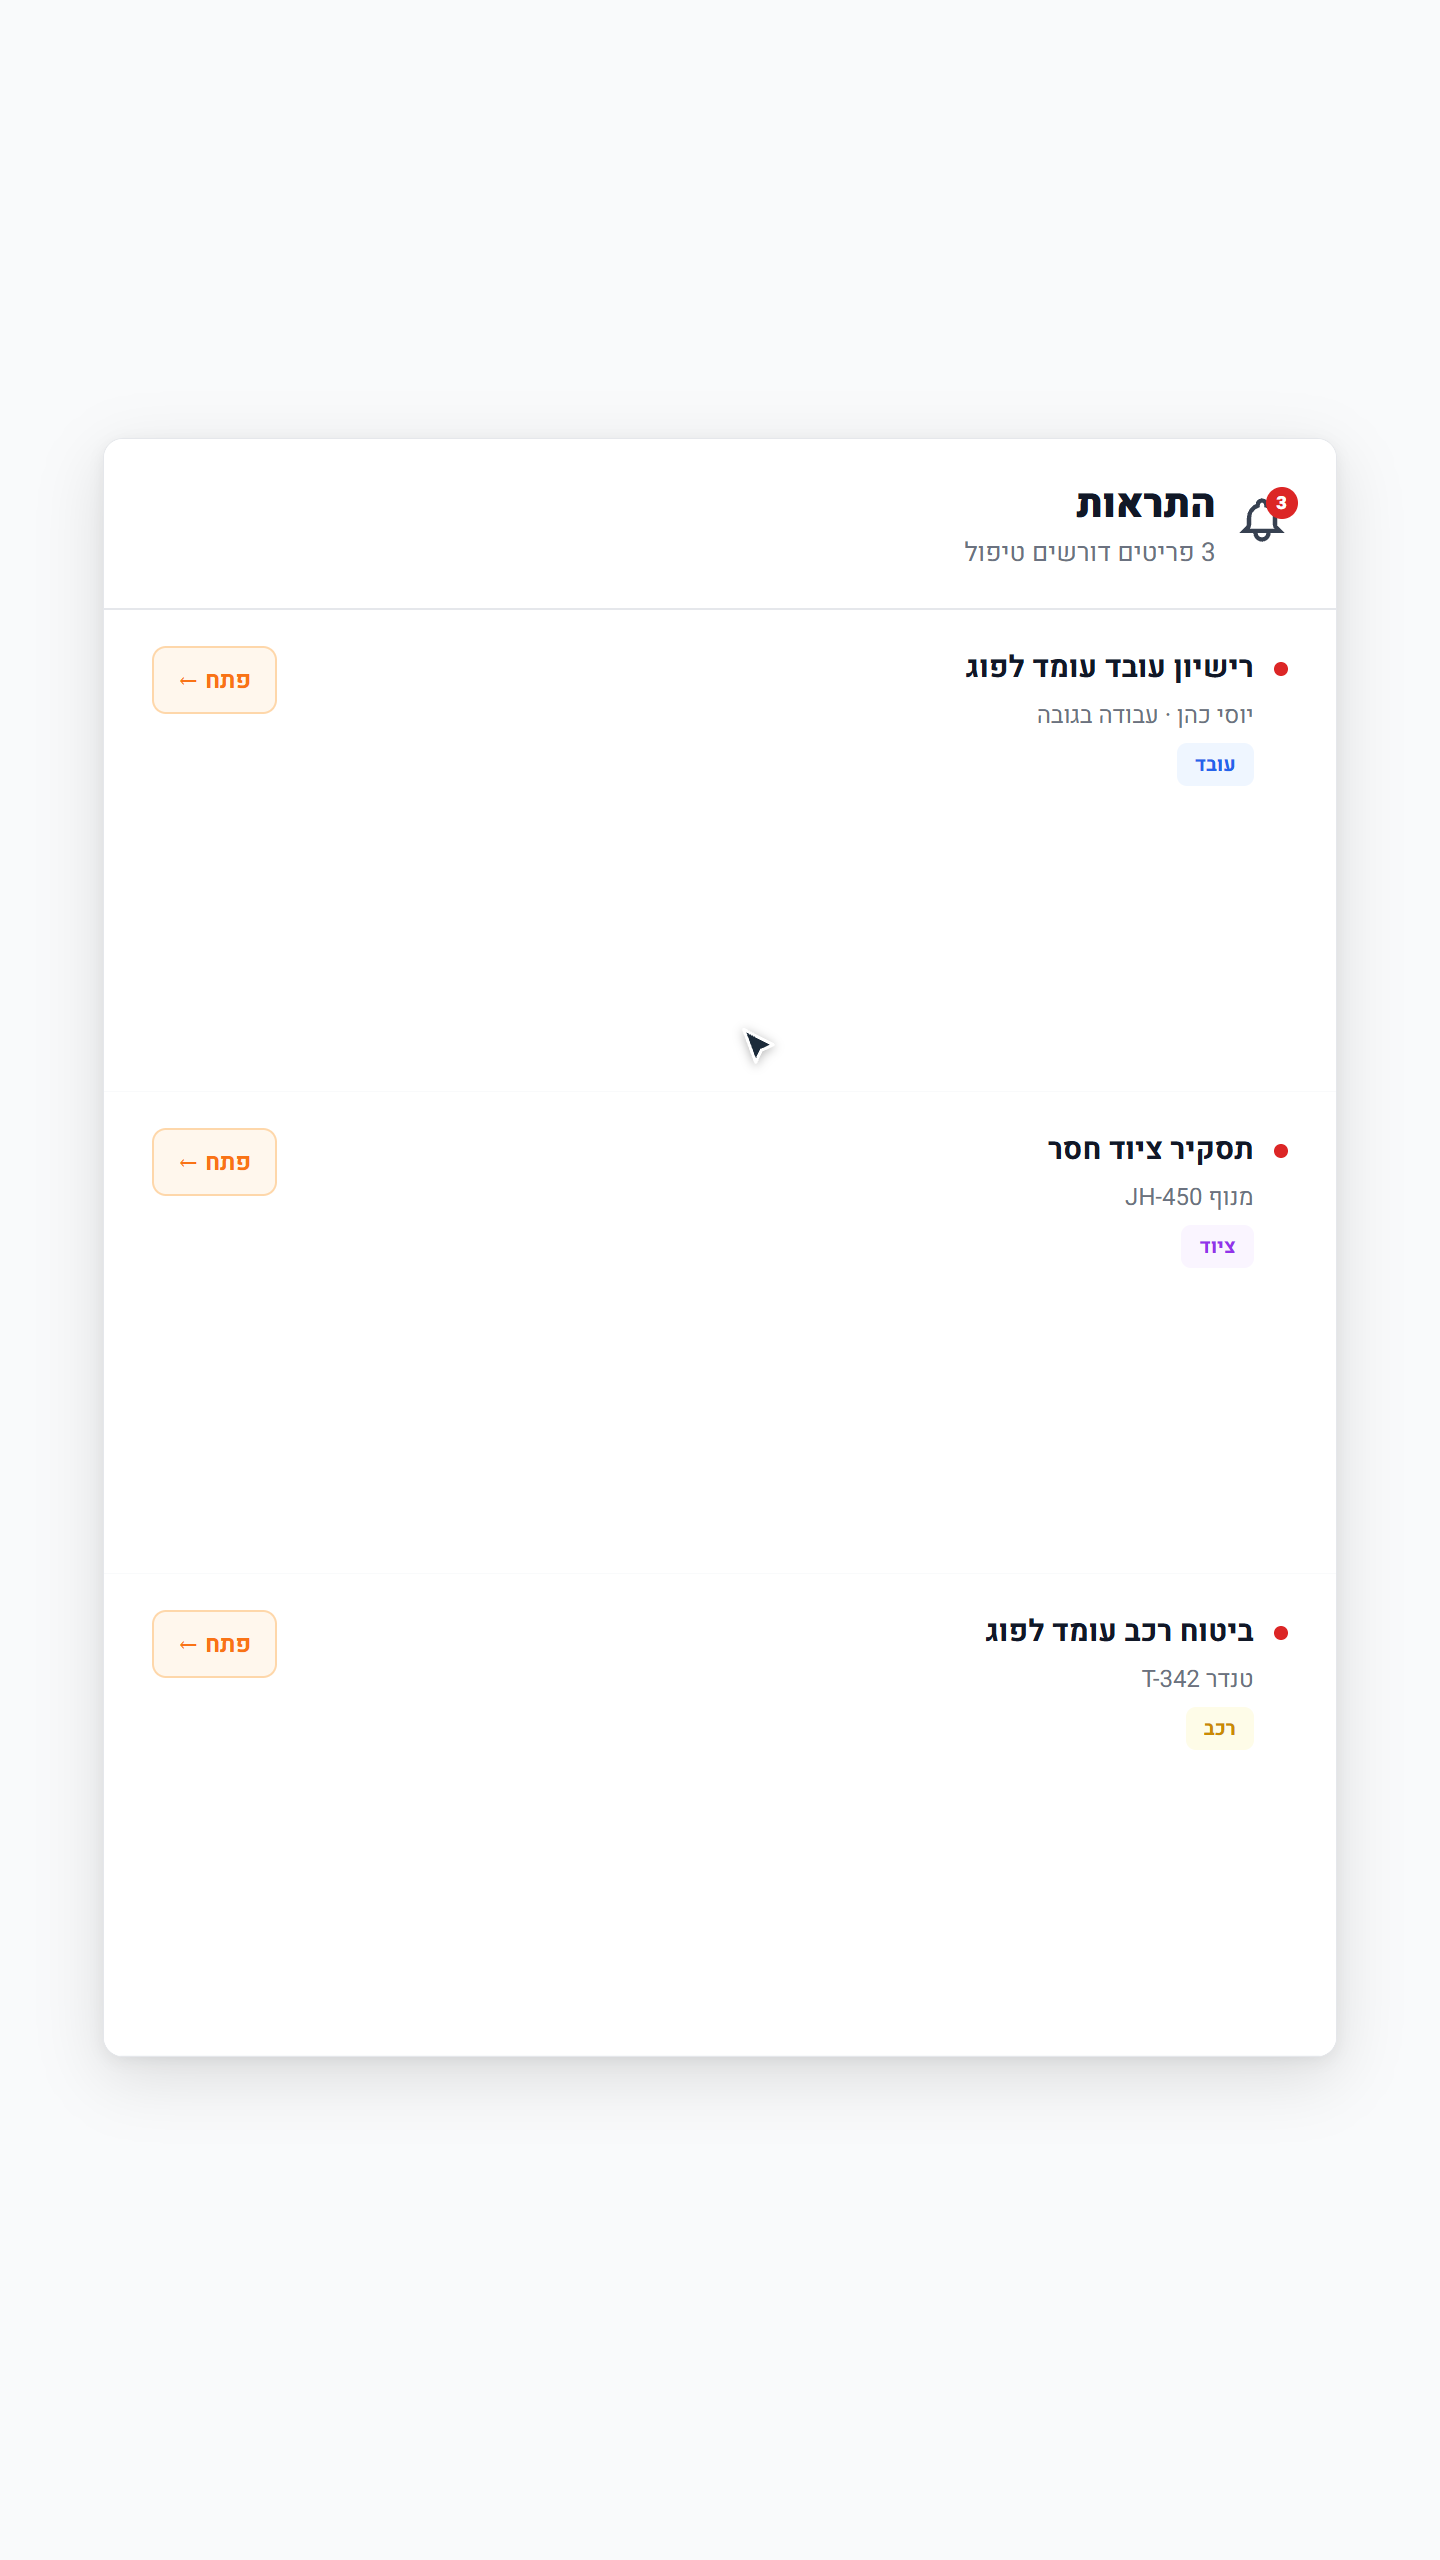 3
התראות
3 פריטים דורשים טיפול
רישיון עובד עומד לפוג
יוסי כהן · עבודה בגובה
עובד
פתח ←
תסקיר ציוד חסר
מנוף JH-450
ציוד
פתח ←
ביטוח רכב עומד לפוג
טנדר T-342
רכב
פתח ←